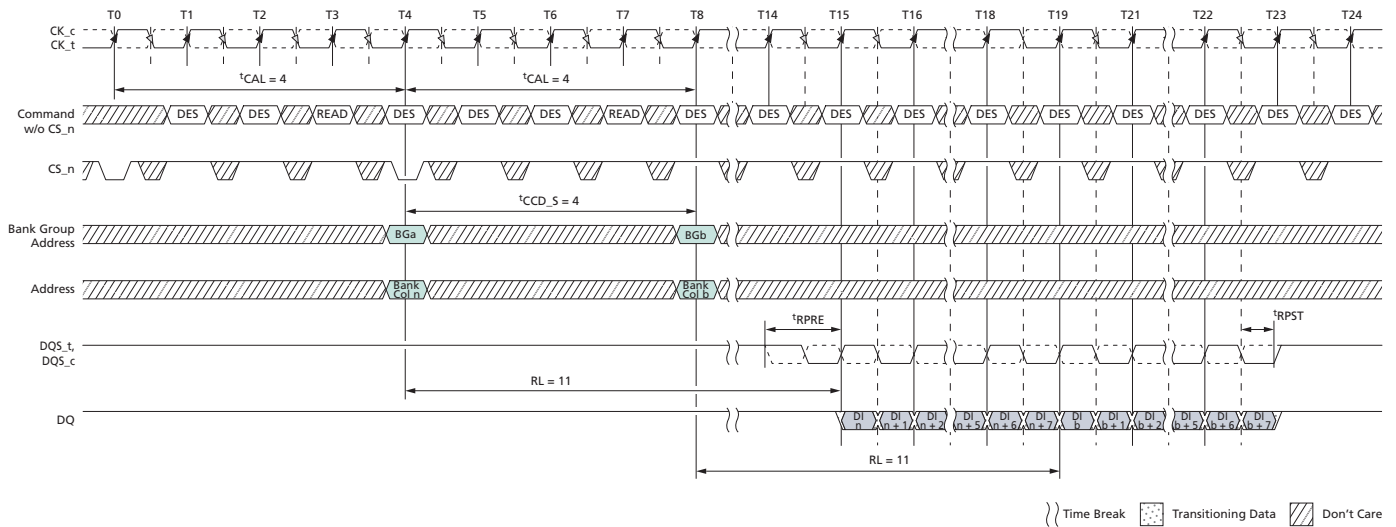 T0 T1 T2 T3 T4 T5 T6 T7 T8 T14 T15 T16 T18 T19 T21 T22 T23 T24
CK_c
CK_t
tCAL = 4 tCAL = 4
Command
w/o CS_n
DES DES READ DES DES DES READ DES DES DES DES DES DES DES DES DES DES
CS_n
tCCD_S = 4
Bank Group
Address
BGa BGb
Address
Bank
Col n
Bank
Col b
tRPRE tRPST
DQS_t,
DQS_c
RL = 11
DQ
DI
n
DI
n + 1
DI
n + 2
DI
n + 5
DI
n + 6
DI
n + 7
DI
b
DI
b + 1
DI
b + 2
DI
b + 5
DI
b + 6
DI
b + 7
RL = 11
Time Break Transitioning Data Don't Care